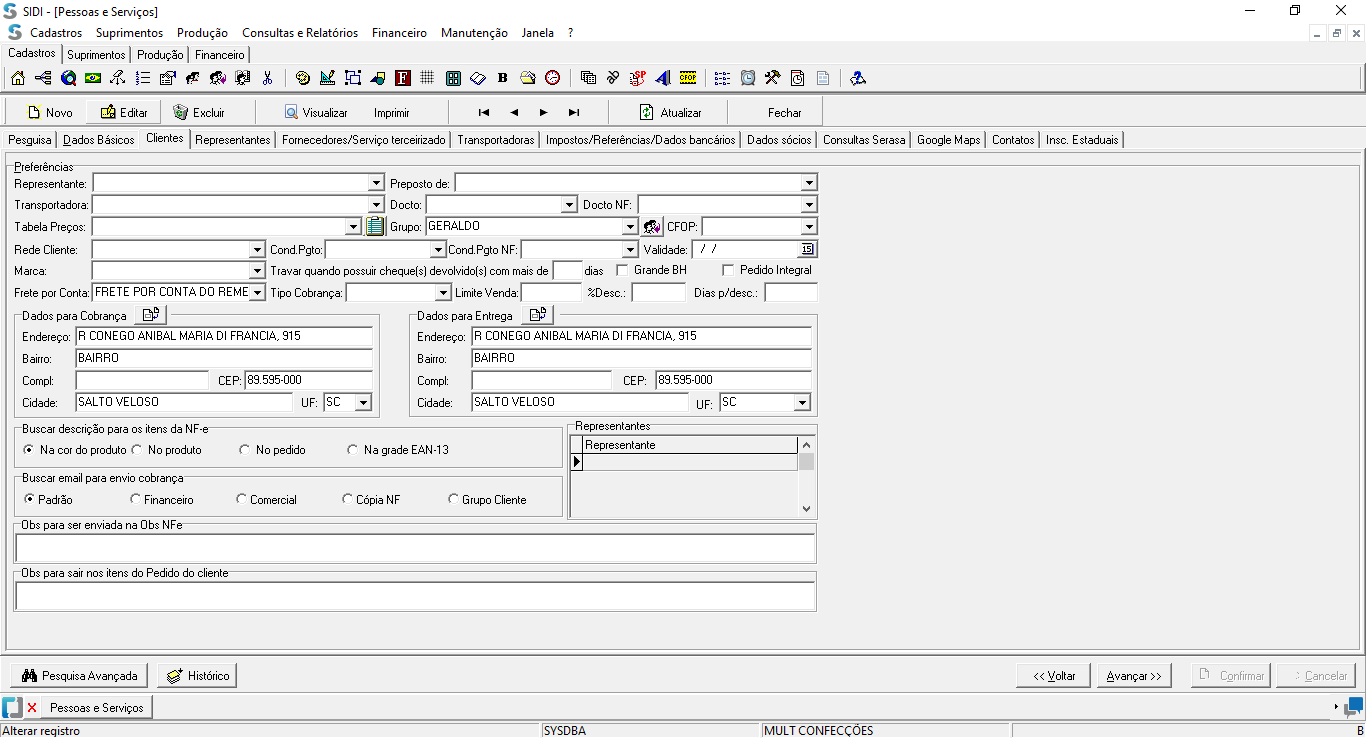 SIDI - [Pessoas e Serviços]
Cadastros Suprimentos Produção Consultas e Relatórios Financeiro Manutenção Janela ?
Cadastros Suprimentos Produção Financeiro
F B SP CFOP
Novo Editar Excluir Visualizar Imprimir Atualizar Fechar
Pesquisa Dados Básicos Clientes Representantes Fornecedores/Serviço terceirizado Transportadoras Impostos/Referências/Dados bancários Dados sócios Consultas Serasa Google Maps Contatos Insc. Estaduais
Preferências
Representante: Preposto de:
Transportadora: Docto: Docto NF:
Tabela Preços: Grupo: GERALDO CFOP:
Rede Cliente: Cond.Pgto: Cond.Pgto NF: Validade: / / 15
Marca: Travar quando possuir cheque(s) devolvido(s) com mais de dias Grande BH Pedido Integral
Frete por Conta: FRETE POR CONTA DO REME Tipo Cobrança: Limite Venda: %Desc.: Dias p/desc.:
Dados para Cobrança
Endereço: R CONEGO ANIBAL MARIA DI FRANCIA, 915
Bairro: BAIRRO
Compl: CEP: 89.595-000
Cidade: SALTO VELOSO UF: SC
Dados para Entrega
Endereço: R CONEGO ANIBAL MARIA DI FRANCIA, 915
Bairro: BAIRRO
Compl: CEP: 89.595-000
Cidade: SALTO VELOSO UF: SC
Buscar descrição para os itens da NF-e
Na cor do produto No produto No pedido Na grade EAN-13
Representantes
Representante
Buscar email para envio cobrança
Padrão Financeiro Comercial Cópia NF Grupo Cliente
Obs para ser enviada na Obs NFe
Obs para sair nos itens do Pedido do cliente
Pesquisa Avançada Histórico << Voltar Avançar >> Confirmar Cancelar
Pessoas e Serviços
Alterar registro SYSDBA MULT CONFECÇÕES B